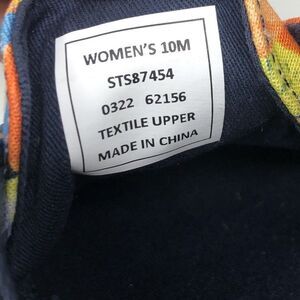 WOMEN'S 10M
STS87454
0322 62156
TEXTILE UPPER
MADE IN CHINA